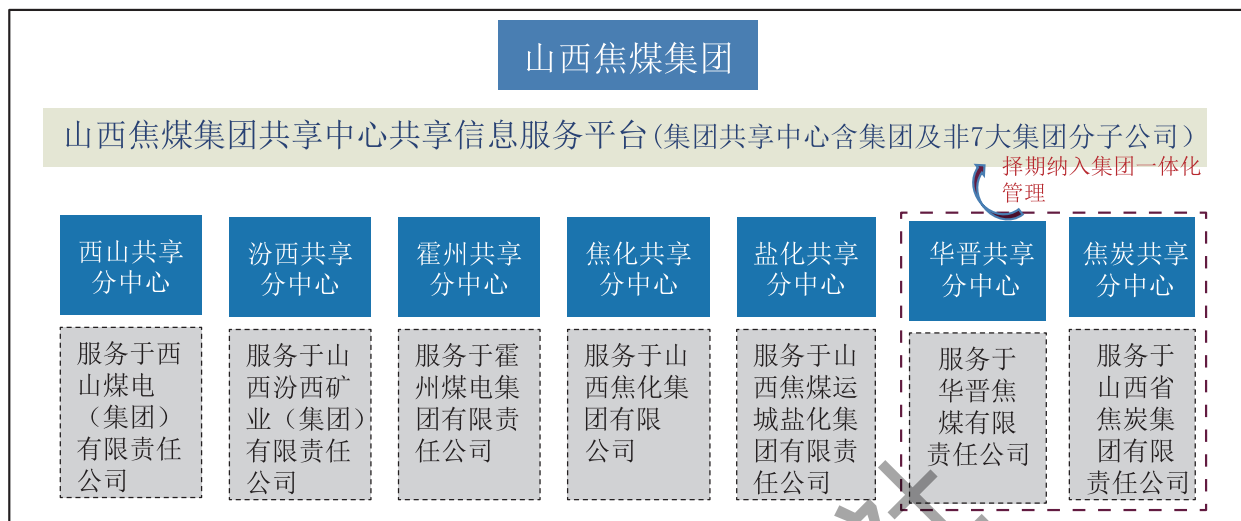 山西焦煤集团
山西焦煤集团共享中心共享信息服务平台(集团共享中心含集团及非7大集团分子公司)
择期纳入集团一体化
管理
西山共享
分中心
汾西共享
分中心
霍州共享
分中心
焦化共享
分中心
盐化共享
分中心
华晋共享
分中心
焦炭共享
分中心
服务于西
山煤电
（集团）
有限责任
公司
服务于山
西汾西矿
业（集团）
有限责任
公司
服务于霍
州煤电集
团有限责
任公司
服务于山
西焦化集
团有限
公司
服务于山
西焦煤运
城盐化集
团有限责
任公司
服务于
华晋焦
煤有限
责任公司
服务于
山西省
焦炭集
团有限
责任公司